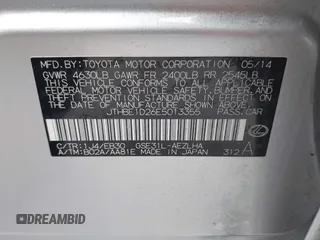 MFD.BY:TOYOTA MOTOR CORPORATION 05/14
GVWR 4630LB GAWR FR 2400LB RR 2545LB
THIS VEHICLE CONFORMS TO ALL APPLICABLE
FEDERAL MOTOR VEHICLE SAFETY, BUMPER, AND
THEFT PREVENTION STANDARDS IN EFFECT ON
THE DATE OF MANUFACTURE SHOWN ABOVE.
JTHBE1D26E5013355 PASS.CAR
C/TR:1J4/EB30 GSE31L-AEZLHA
A/TM:B02A/AA81E MADE IN JAPAN 312 A
DREAMBID